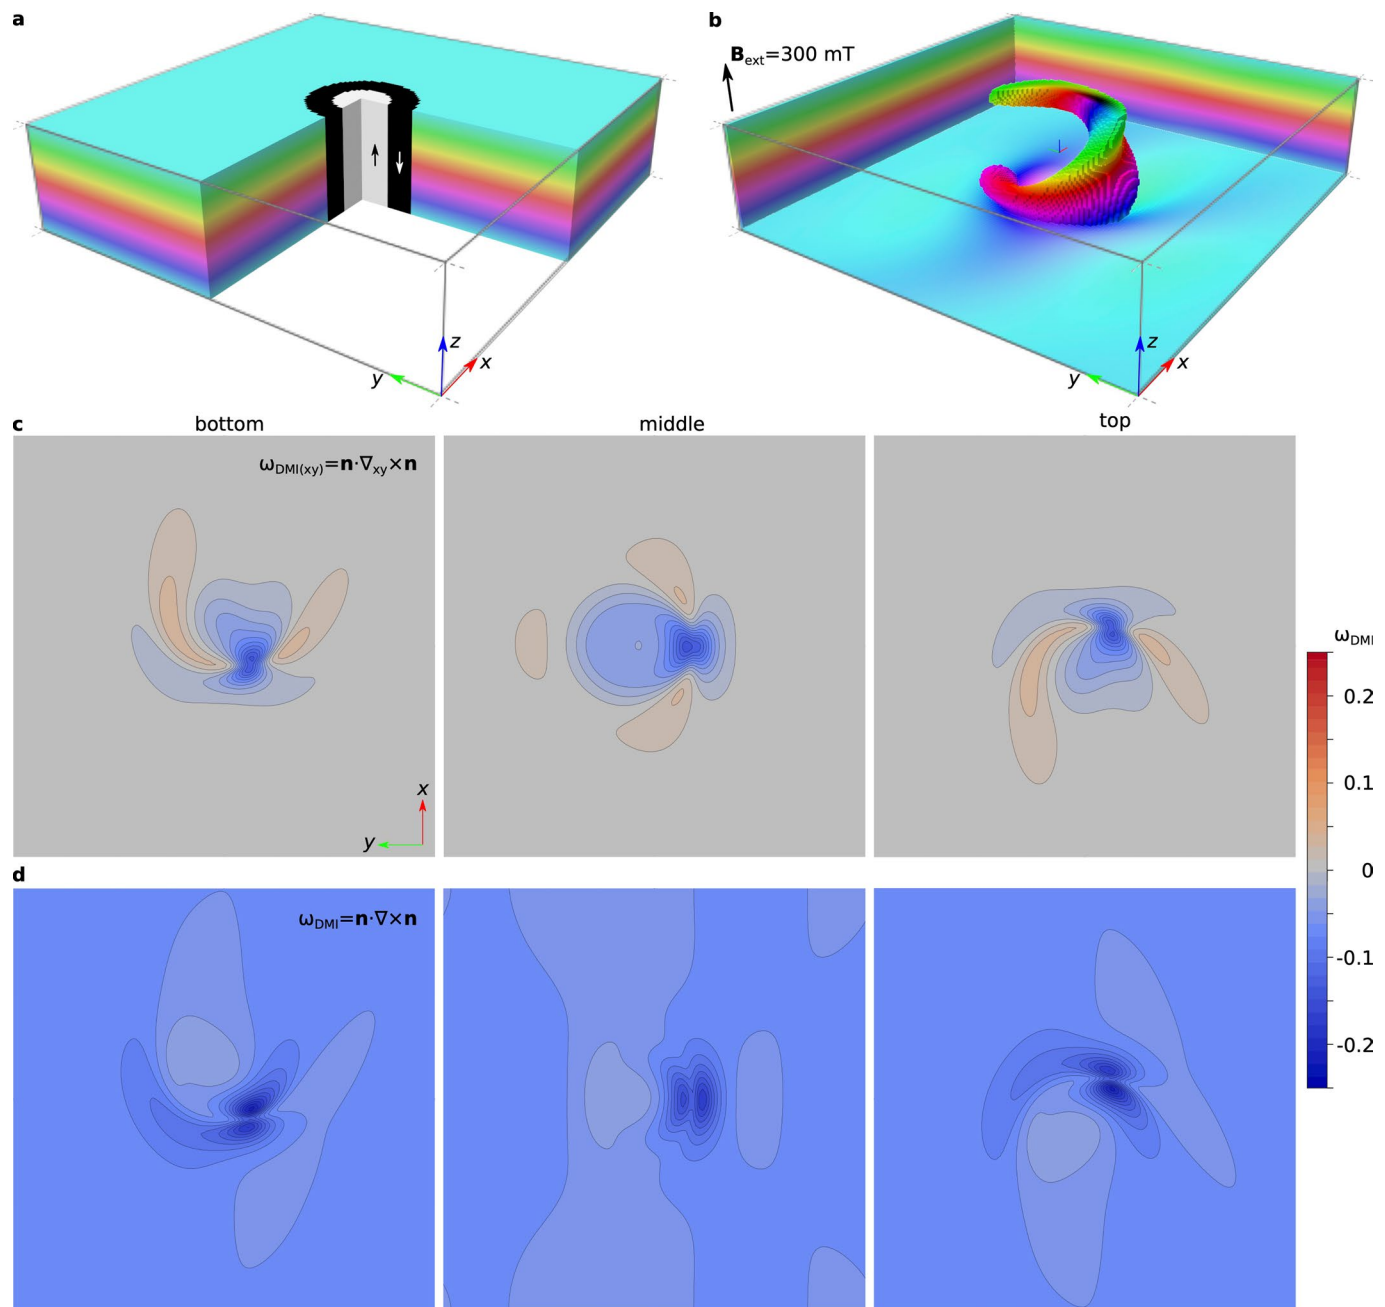 a
b
B_ext=300 mT
z
x
y
z
x
y
c
bottom
middle
top
ω_DMI(xy)=n·∇_xy×n
x
y
ω_DMI
0.2
0.1
0
-0.1
-0.2
d
ω_DMI=n·∇×n